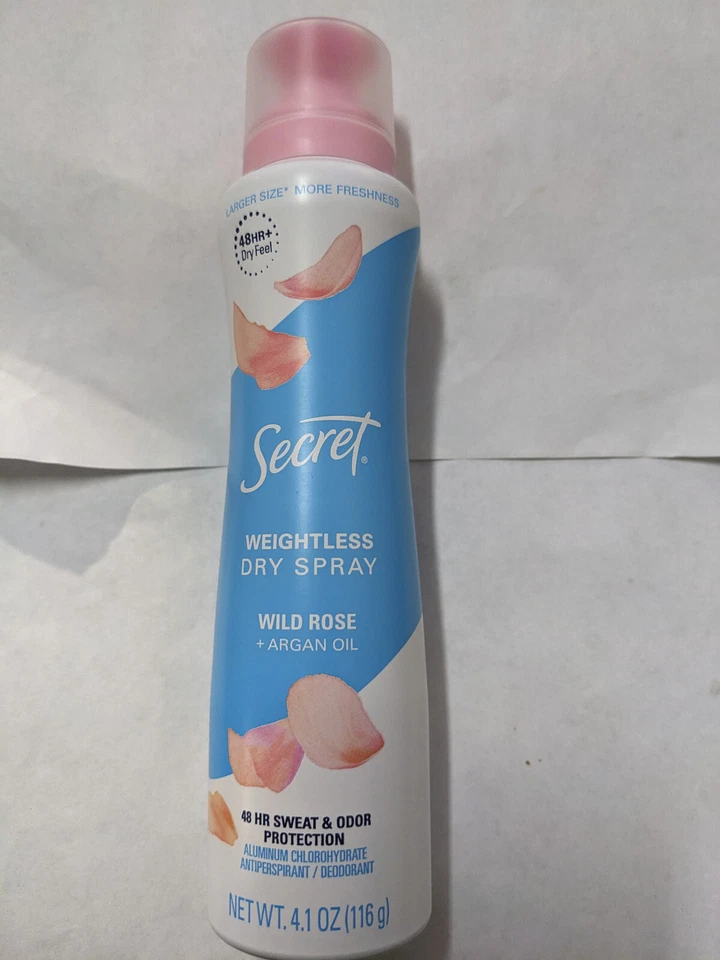 LARGER SIZE* MORE FRESHNESS
48HR+
Dry Feel
Secret®
WEIGHTLESS
DRY SPRAY
WILD ROSE
+ ARGAN OIL
48 HR SWEAT & ODOR
PROTECTION
ALUMINUM CHLOROHYDRATE
ANTIPERSPIRANT / DEODORANT
NET WT. 4.1 OZ (116 g)